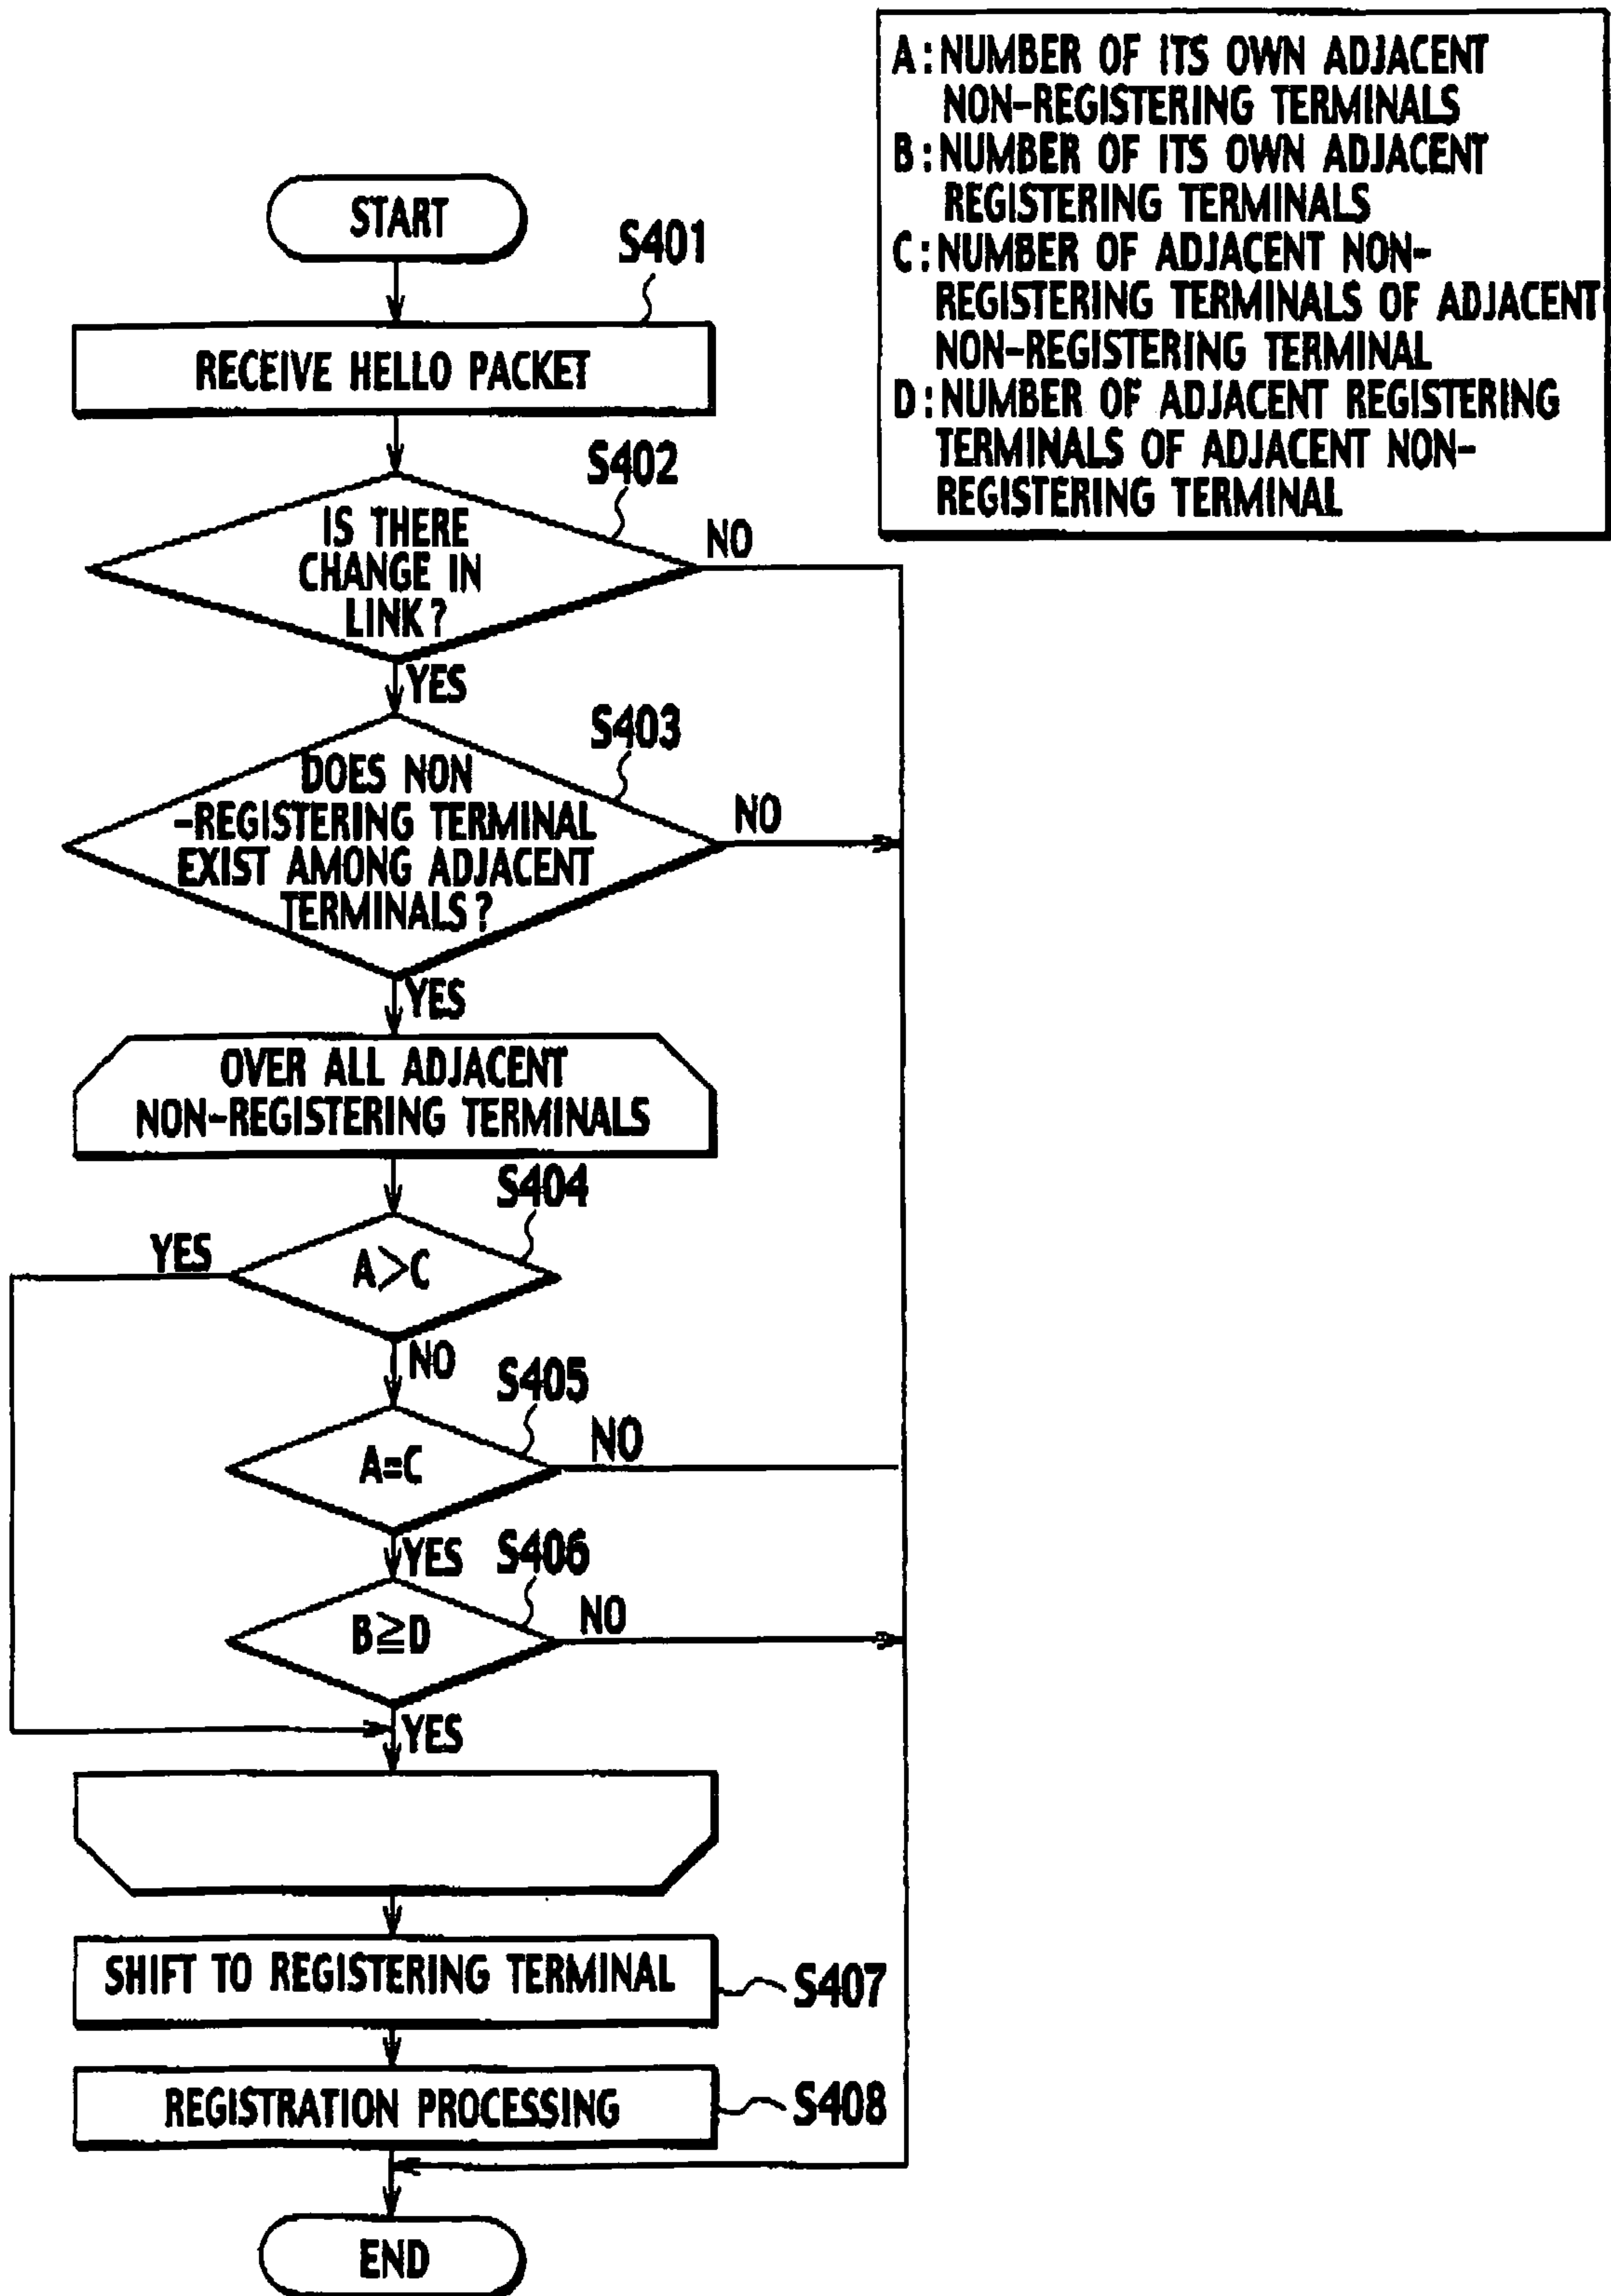 A:NUMBER OF ITS OWN ADJACENT
NON-REGISTERING TERMINALS
B:NUMBER OF ITS OWN ADJACENT
REGISTERING TERMINALS
C:NUMBER OF ADJACENT NON-
REGISTERING TERMINALS OF ADJACENT
NON-REGISTERING TERMINAL
D:NUMBER OF ADJACENT REGISTERING
TERMINALS OF ADJACENT NON-
REGISTERING TERMINAL
START
S401
RECEIVE HELLO PACKET
S402
IS THERE
CHANGE IN
LINK?
NO
YES
S403
DOES NON
-REGISTERING TERMINAL
EXIST AMONG ADJACENT
TERMINALS?
NO
YES
OVER ALL ADJACENT
NON-REGISTERING TERMINALS
S404
YES
A>C
NO
S405
A=C
NO
YES
S406
B≧D
NO
YES
SHIFT TO REGISTERING TERMINAL
S407
REGISTRATION PROCESSING
S408
END